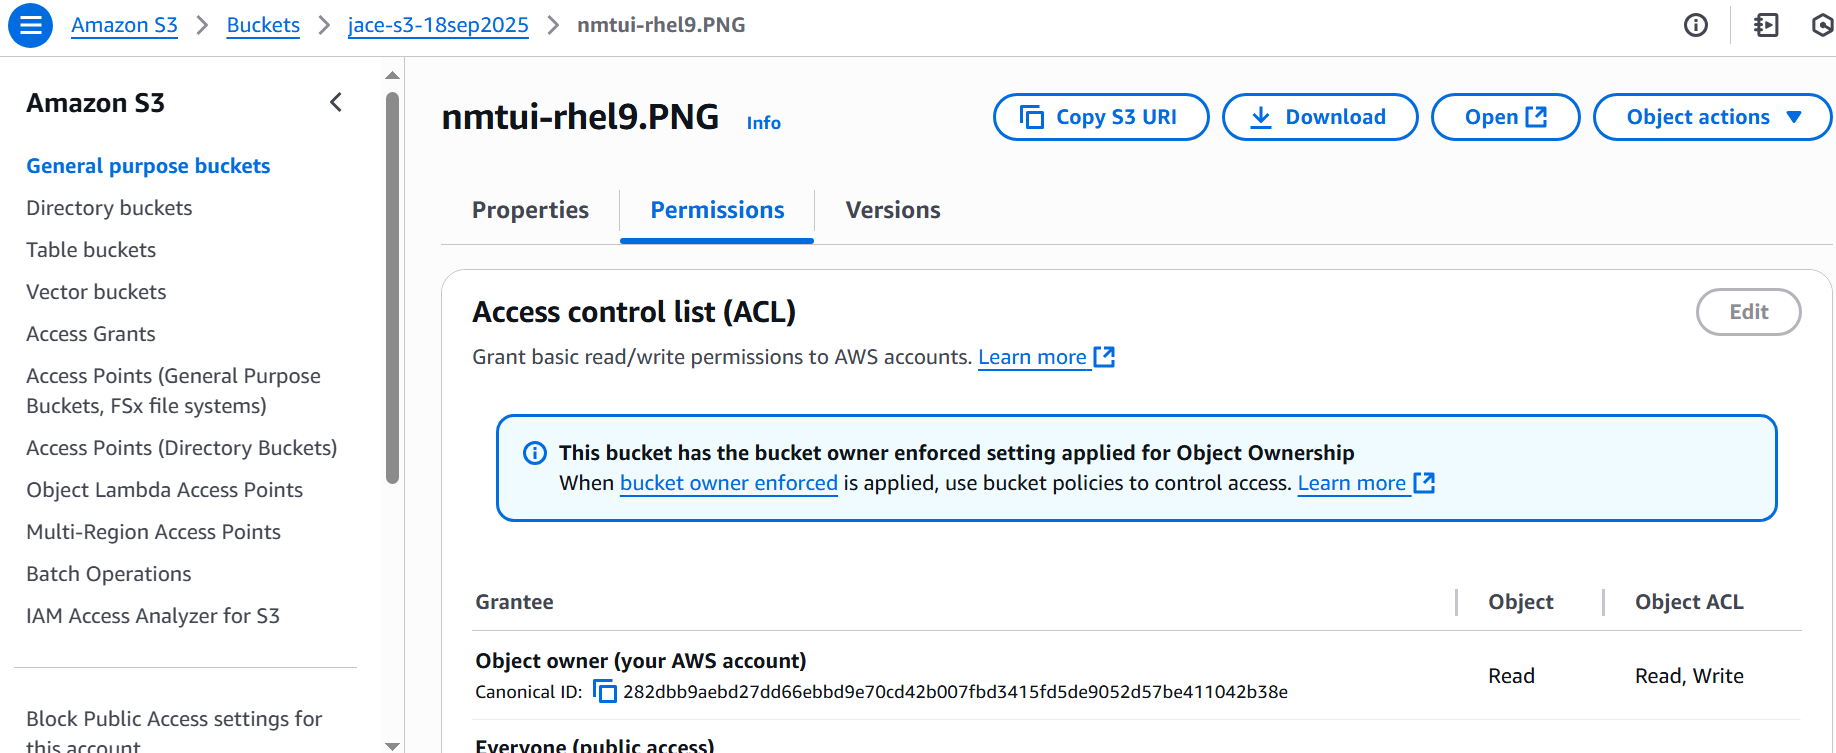 Amazon S3 > Buckets > jace-s3-18sep2025 > nmtui-rhel9.PNG
Amazon S3
General purpose buckets
Directory buckets
Table buckets
Vector buckets
Access Grants
Access Points (General Purpose
Buckets, FSx file systems)
Access Points (Directory Buckets)
Object Lambda Access Points
Multi-Region Access Points
Batch Operations
IAM Access Analyzer for S3
Block Public Access settings for
this account
nmtui-rhel9.PNG Info
Copy S3 URI Download Open Object actions
Properties Permissions Versions
Access control list (ACL)
Edit
Grant basic read/write permissions to AWS accounts. Learn more
This bucket has the bucket owner enforced setting applied for Object Ownership
When bucket owner enforced is applied, use bucket policies to control access. Learn more
Grantee Object Object ACL
Object owner (your AWS account)
Canonical ID: 282dbb9aebd27dd66ebbd9e70cd42b007fbd3415fd5de9052d57be411042b38e
Read Read, Write
Everyone (public access)